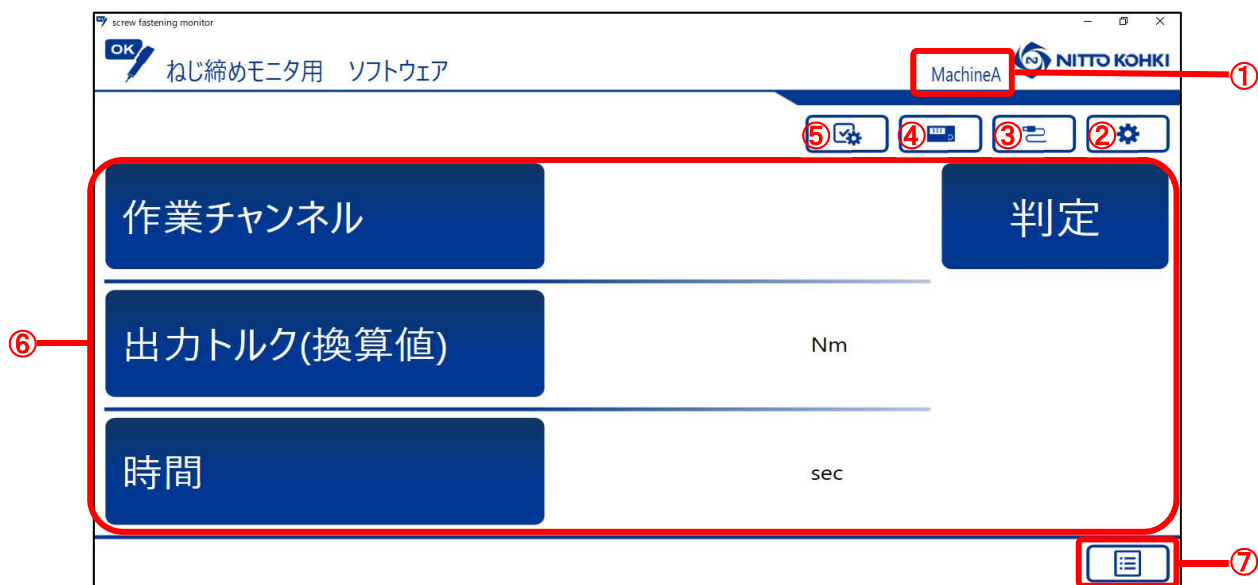 screw fastening monitor
OK ねじ締めモニタ用 ソフトウェア
MachineA
NITTO KOHKI
①
⑤ ④ ③ ②
作業チャンネル
判定
⑥
出力トルク(換算値)
Nm
時間
sec
⑦